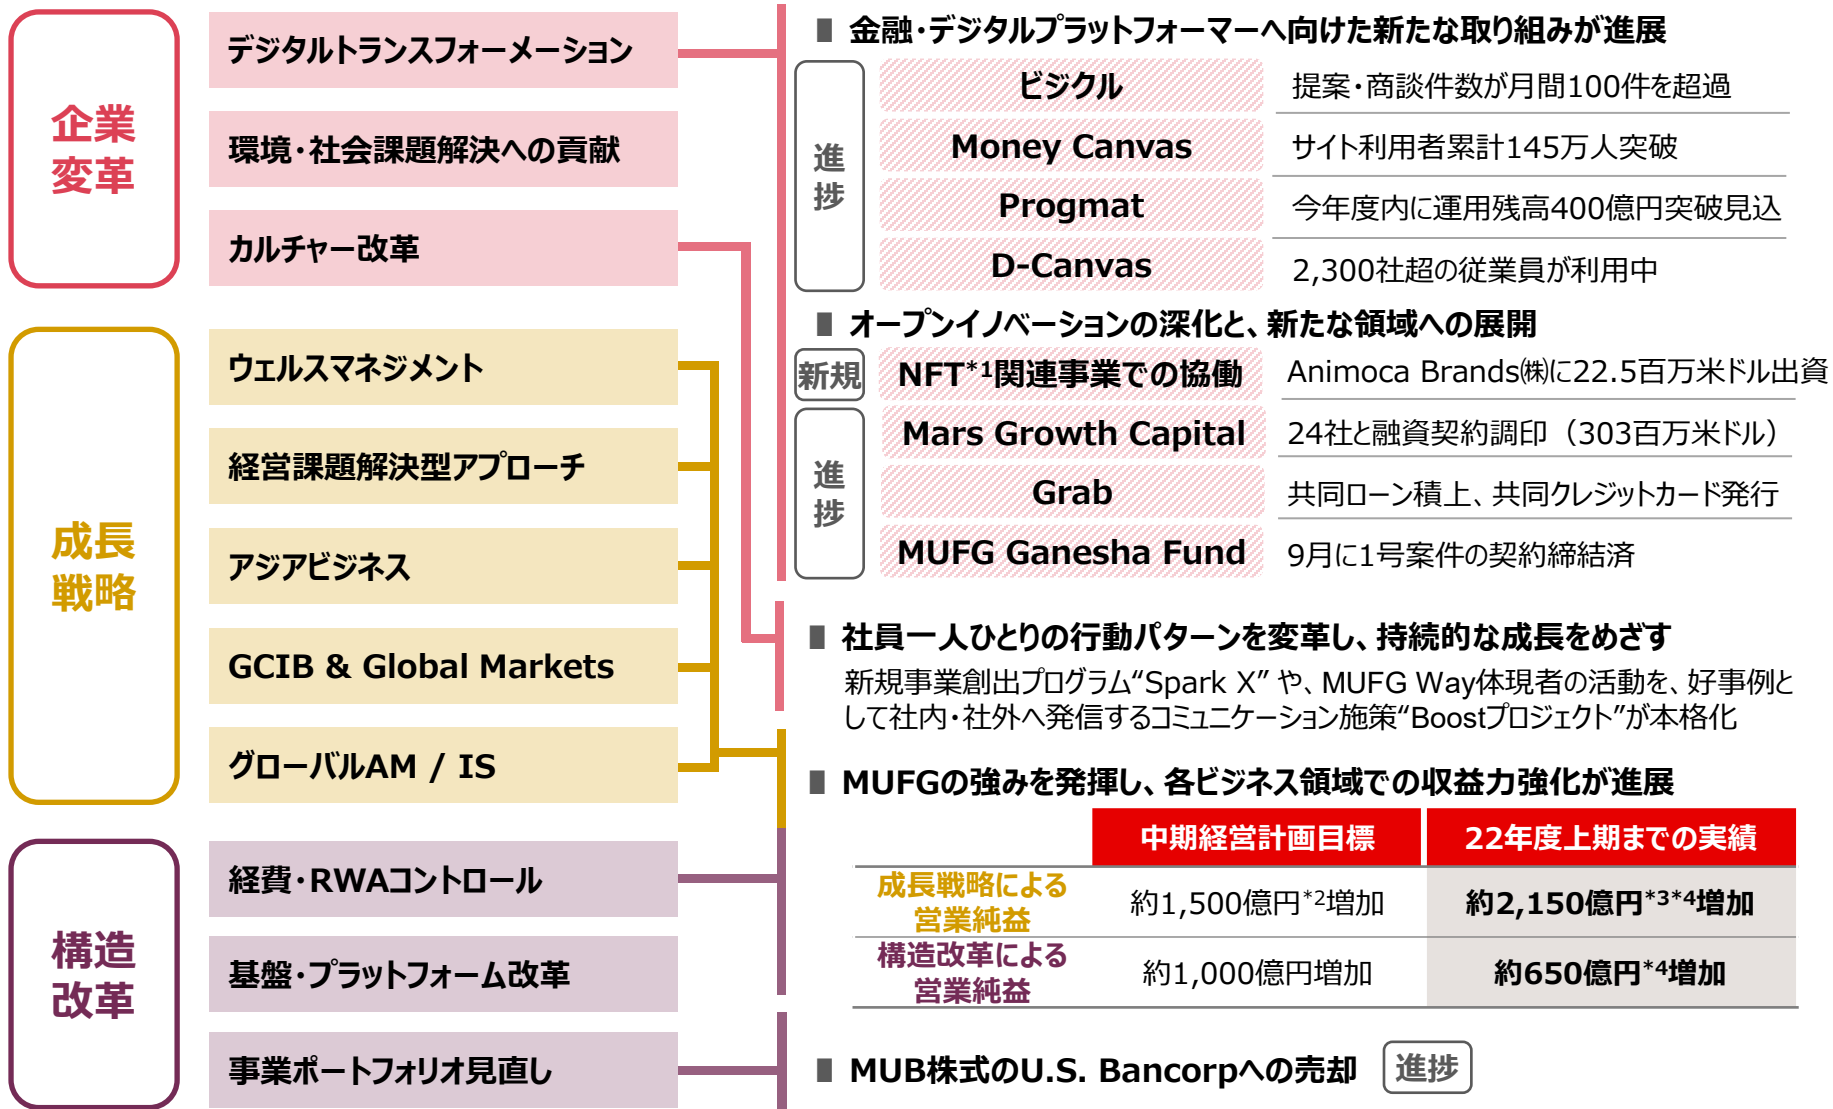 企業
変革
デジタルトランスフォーメーション
環境・社会課題解決への貢献
カルチャー改革
成長
戦略
ウェルスマネジメント
経営課題解決型アプローチ
アジアビジネス
GCIB & Global Markets
グローバルAM / IS
構造
改革
経費・RWAコントロール
基盤・プラットフォーム改革
事業ポートフォリオ見直し
■ 金融・デジタルプラットフォーマーへ向けた新たな取り組みが進展
進捗
ビジクル 提案・商談件数が月間100件を超過
Money Canvas サイト利用者累計145万人突破
Progmat 今年度内に運用残高400億円突破見込
D-Canvas 2,300社超の従業員が利用中
■ オープンイノベーションの深化と、新たな領域への展開
新規 NFT*1関連事業での協働 Animoca Brands㈱に22.5百万米ドル出資
進捗
Mars Growth Capital 24社と融資契約調印（303百万米ドル）
Grab 共同ローン積上、共同クレジットカード発行
MUFG Ganesha Fund 9月に1号案件の契約締結済
■ 社員一人ひとりの行動パターンを変革し、持続的な成長をめざす
新規事業創出プログラム“Spark X” や、MUFG Way体現者の活動を、好事例と
して社内・社外へ発信するコミュニケーション施策“Boostプロジェクト”が本格化
■ MUFGの強みを発揮し、各ビジネス領域での収益力強化が進展
中期経営計画目標 22年度上期までの実績
成長戦略による
営業純益 約1,500億円*2増加 約2,150億円*3*4増加
構造改革による
営業純益 約1,000億円増加 約650億円*4増加
■ MUB株式のU.S. Bancorpへの売却 進捗